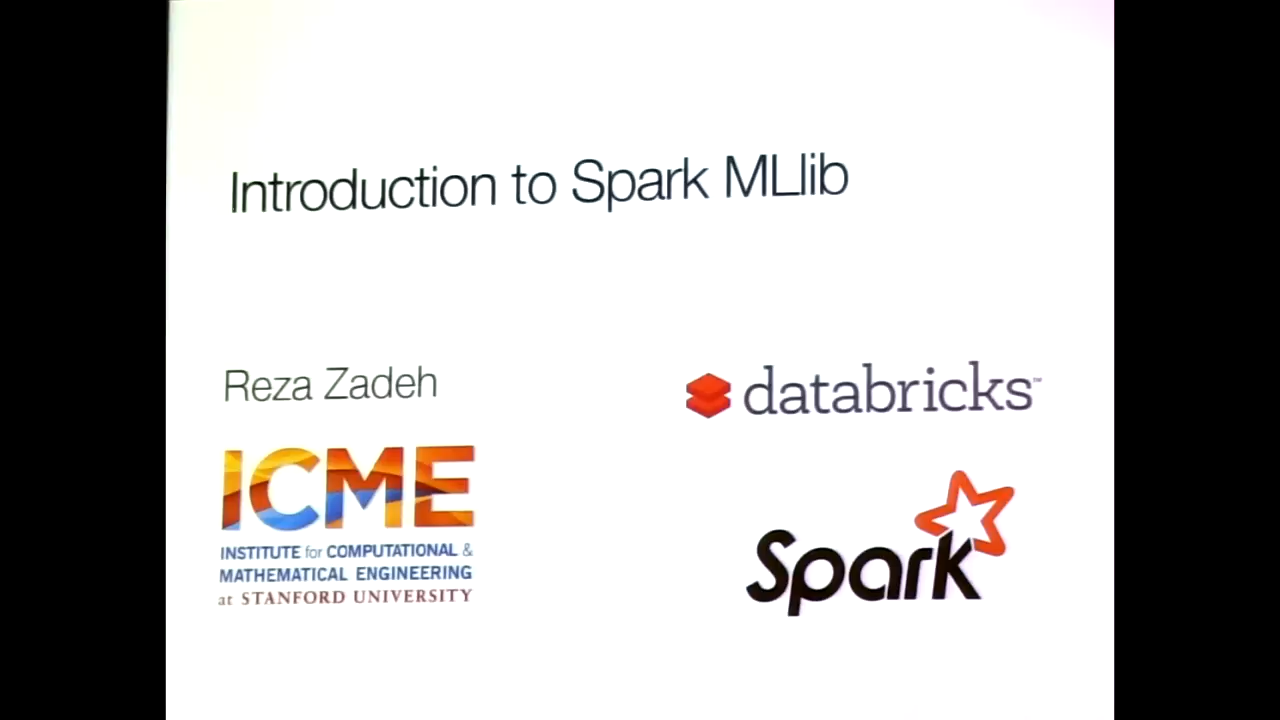 Introduction to Spark MLlib
Reza Zadeh
databricks™
ICME
INSTITUTE for COMPUTATIONAL &
MATHEMATICAL ENGINEERING
at STANFORD UNIVERSITY
Spark